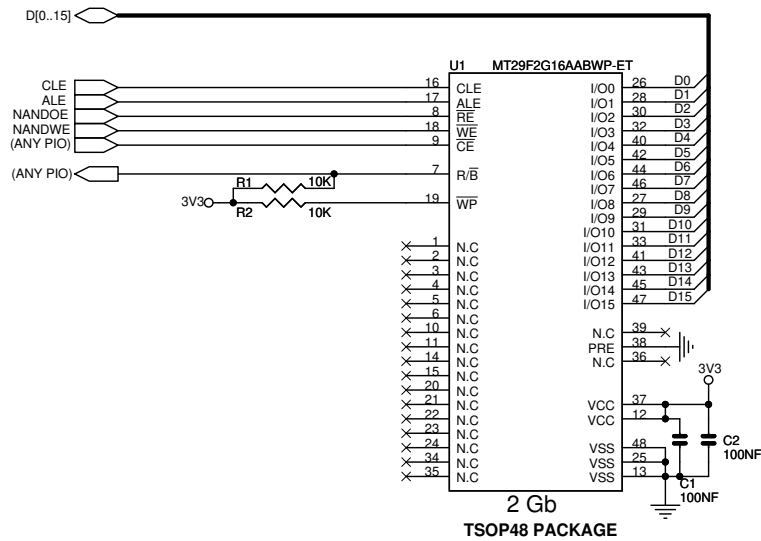 D[0..15]
U1 MT29F2G16AABWP-ET
CLE 16 CLE I/O0 26 D0
ALE 17 ALE I/O1 28 D1
NANDOE 8 RE I/O2 30 D2
NANDWE 18 WE I/O3 32 D3
(ANY PIO) 9 CE I/O4 40 D4
I/O5 42 D5
(ANY PIO) 7 R/B I/O6 44 D6
R1 10K I/O7 46 D7
3V3 R2 10K 19 WP I/O8 27 D8
I/O9 29 D9
I/O10 31 D10
1 N.C I/O11 33 D11
2 N.C I/O12 41 D12
3 N.C I/O13 43 D13
4 N.C I/O14 45 D14
5 N.C I/O15 47 D15
6 N.C
10 N.C N.C 39
11 N.C PRE 38
14 N.C N.C 36
15 N.C 3V3
20 N.C
21 N.C VCC 37
22 N.C VCC 12
23 N.C
24 N.C VSS 48 C2
34 N.C VSS 25 100NF
35 N.C VSS 13 C1
100NF
2 Gb
TSOP48 PACKAGE